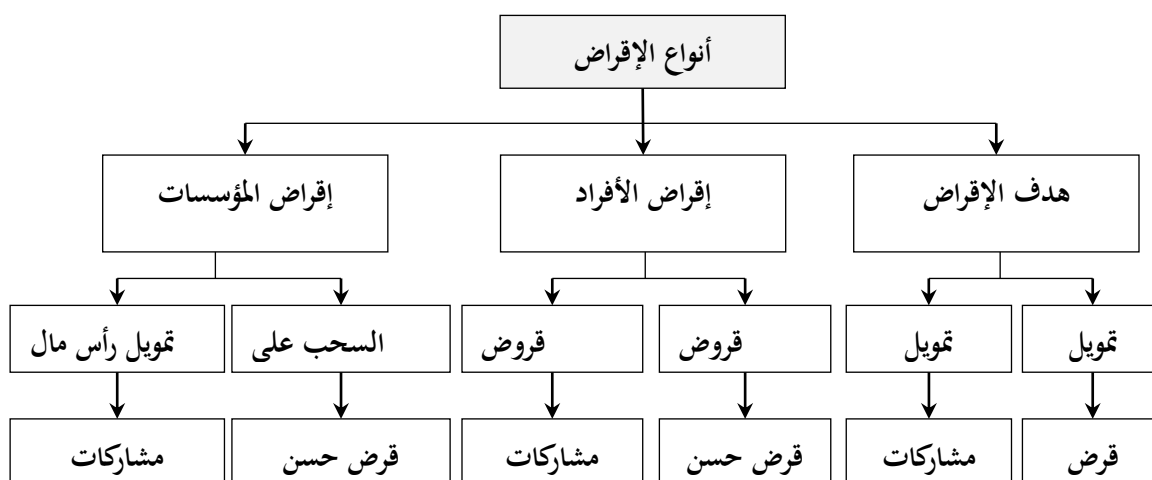 أنواع الإقراض
هدف الإقراض
إقراض الأفراد
إقراض المؤسسات
تمويل
تمويل
قروض
قروض
السحب على
تمويل رأس مال
قرض
مشاركات
قرض حسن
مشاركات
قرض حسن
مشاركات